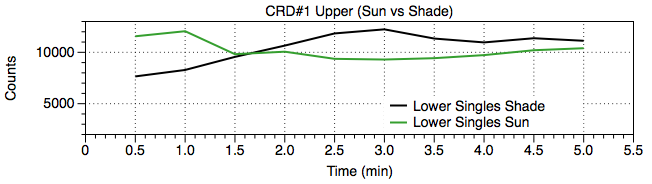 CRD#1 Upper (Sun vs Shade)
10000
5000
Counts
Lower Singles Shade
Lower Singles Sun
0 0.5 1.0 1.5 2.0 2.5 3.0 3.5 4.0 4.5 5.0 5.5
Time (min)